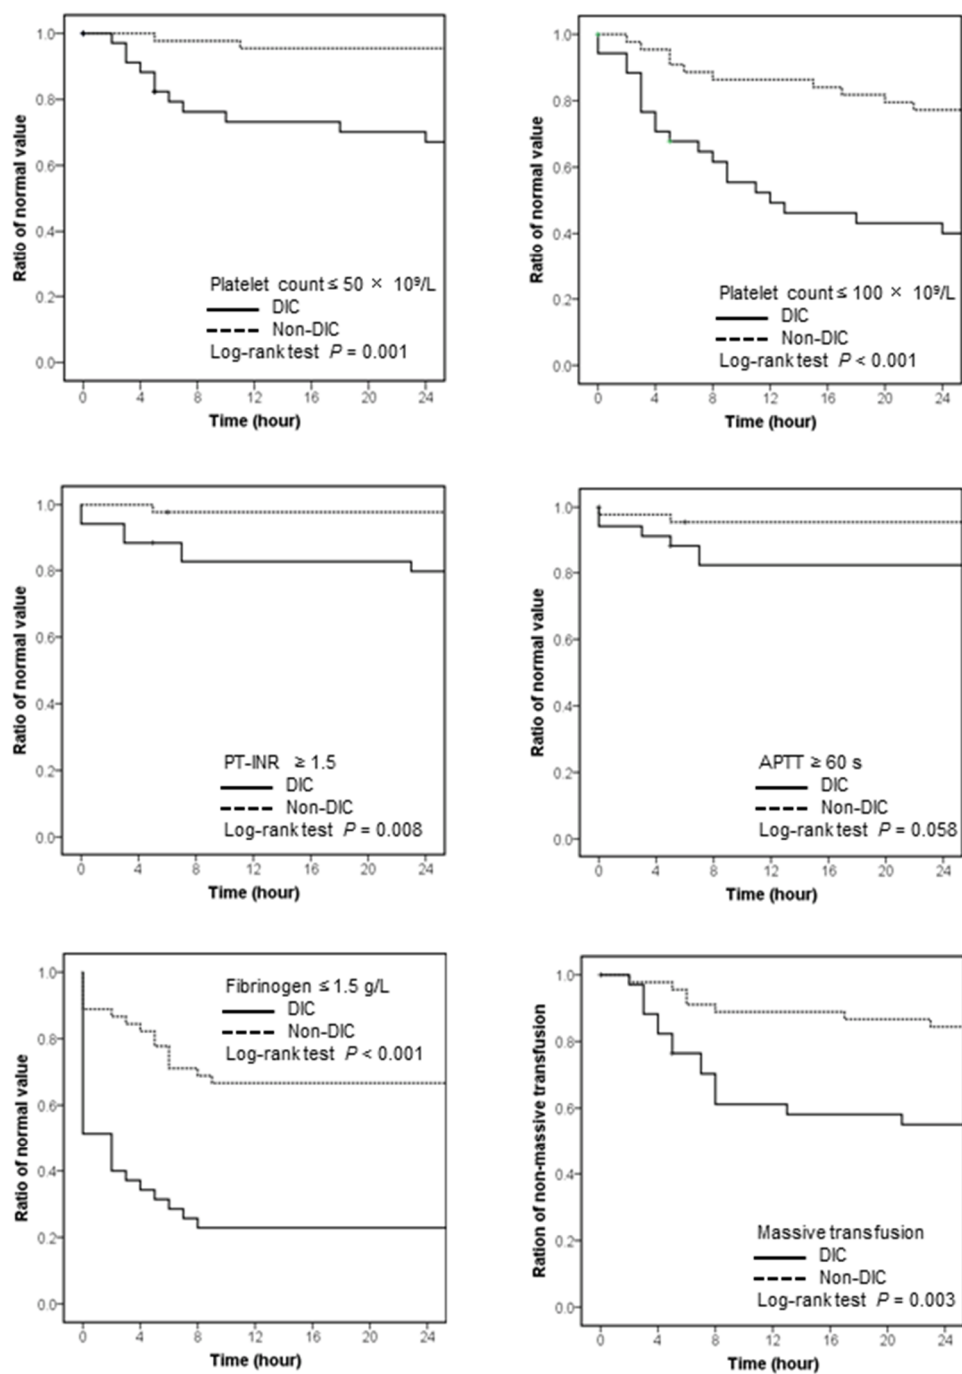 1.0
0.8
0.6
0.4
0.2
0.0
Ratio of normal value
Platelet count ≤ 50 × 10⁹/L
DIC
Non-DIC
Log-rank test P = 0.001
0 4 8 12 16 20 24
Time (hour)
1.0
0.8
0.6
0.4
0.2
0.0
Ratio of normal value
Platelet count ≤ 100 × 10⁹/L
DIC
Non-DIC
Log-rank test P < 0.001
0 4 8 12 16 20 24
Time (hour)
1.0
0.8
0.6
0.4
0.2
0.0
Ratio of normal value
PT-INR ≥ 1.5
DIC
Non-DIC
Log-rank test P = 0.008
0 4 8 12 16 20 24
Time (hour)
1.0
0.8
0.6
0.4
0.2
0.0
Ratio of normal value
APTT ≥ 60 s
DIC
Non-DIC
Log-rank test P = 0.058
0 4 8 12 16 20 24
Time (hour)
1.0
0.8
0.6
0.4
0.2
0.0
Ratio of normal value
Fibrinogen ≤ 1.5 g/L
DIC
Non-DIC
Log-rank test P < 0.001
0 4 8 12 16 20 24
Time (hour)
1.0
0.8
0.6
0.4
0.2
0.0
Ration of non-massive transfusion
Massive transfusion
DIC
Non-DIC
Log-rank test P = 0.003
0 4 8 12 16 20 24
Time (hour)